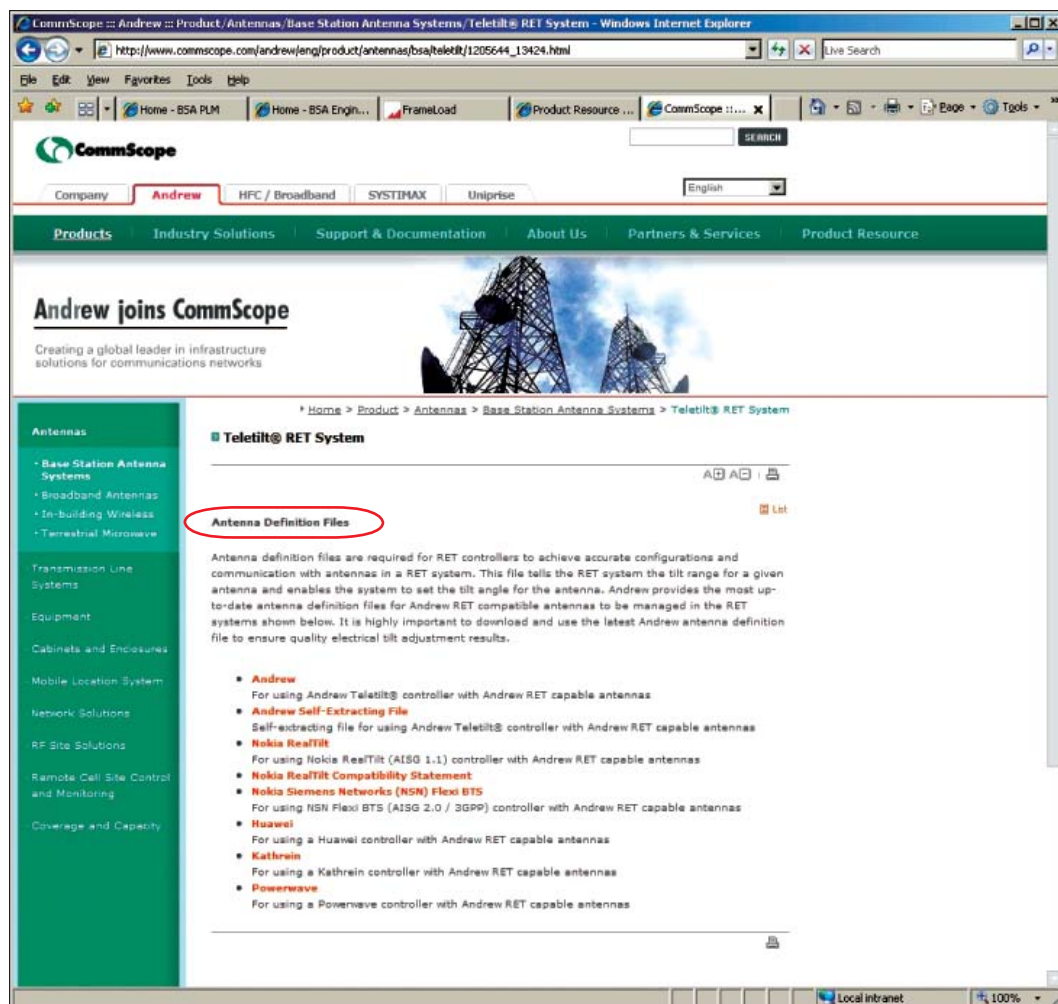 CommScope ::: Andrew ::: Product/Antennas/Base Station Antenna Systems/Teletilt® RET System - Windows Internet Explorer
http://www.commscope.com/andrew/eng/product/antennas/bsa/teletilt/1205644_13424.html
Live Search
File Edit View Favorites Tools Help
Home - BSA PLM
Home - BSA Engin...
FrameLoad
Product Resource ...
CommScope ::...
Page
Tools
CommScope
SEARCH
Company
Andrew
HFC / Broadband
SYSTIMAX
Uniprise
English
Products
Industry Solutions
Support & Documentation
About Us
Partners & Services
Product Resource
Andrew joins CommScope
Creating a global leader in infrastructure
solutions for communications networks
Home > Product > Antennas > Base Station Antenna Systems > Teletilt® RET System
Antennas
· Base Station Antenna
Systems
· Broadband Antennas
· In-building Wireless
· Terrestrial Microwave
Transmission Line
Systems
Equipment
Cabinets and Enclosures
Mobile Location System
Network Solutions
RF Site Solutions
Remote Cell Site Control
and Monitoring
Coverage and Capacity
Teletilt® RET System
A A
List
Antenna Definition Files
Antenna definition files are required for RET controllers to achieve accurate configurations and
communication with antennas in a RET system. This file tells the RET system the tilt range for a given
antenna and enables the system to set the tilt angle for the antenna. Andrew provides the most up-
to-date antenna definition files for Andrew RET compatible antennas to be managed in the RET
systems shown below. It is highly important to download and use the latest Andrew antenna definition
file to ensure quality electrical tilt adjustment results.
• Andrew
For using Andrew Teletilt® controller with Andrew RET capable antennas
• Andrew Self-Extracting File
Self-extracting file for using Andrew Teletilt® controller with Andrew RET capable antennas
• Nokia RealTilt
For using Nokia RealTilt (AISG 1.1) controller with Andrew RET capable antennas
• Nokia RealTilt Compatibility Statement
• Nokia Siemens Networks (NSN) Flexi BTS
For using NSN Flexi BTS (AISG 2.0 / 3GPP) controller with Andrew RET capable antennas
• Huawei
For using a Huawei controller with Andrew RET capable antennas
• Kathrein
For using a Kathrein controller with Andrew RET capable antennas
• Powerwave
For using a Powerwave controller with Andrew RET capable antennas
Local intranet
100%